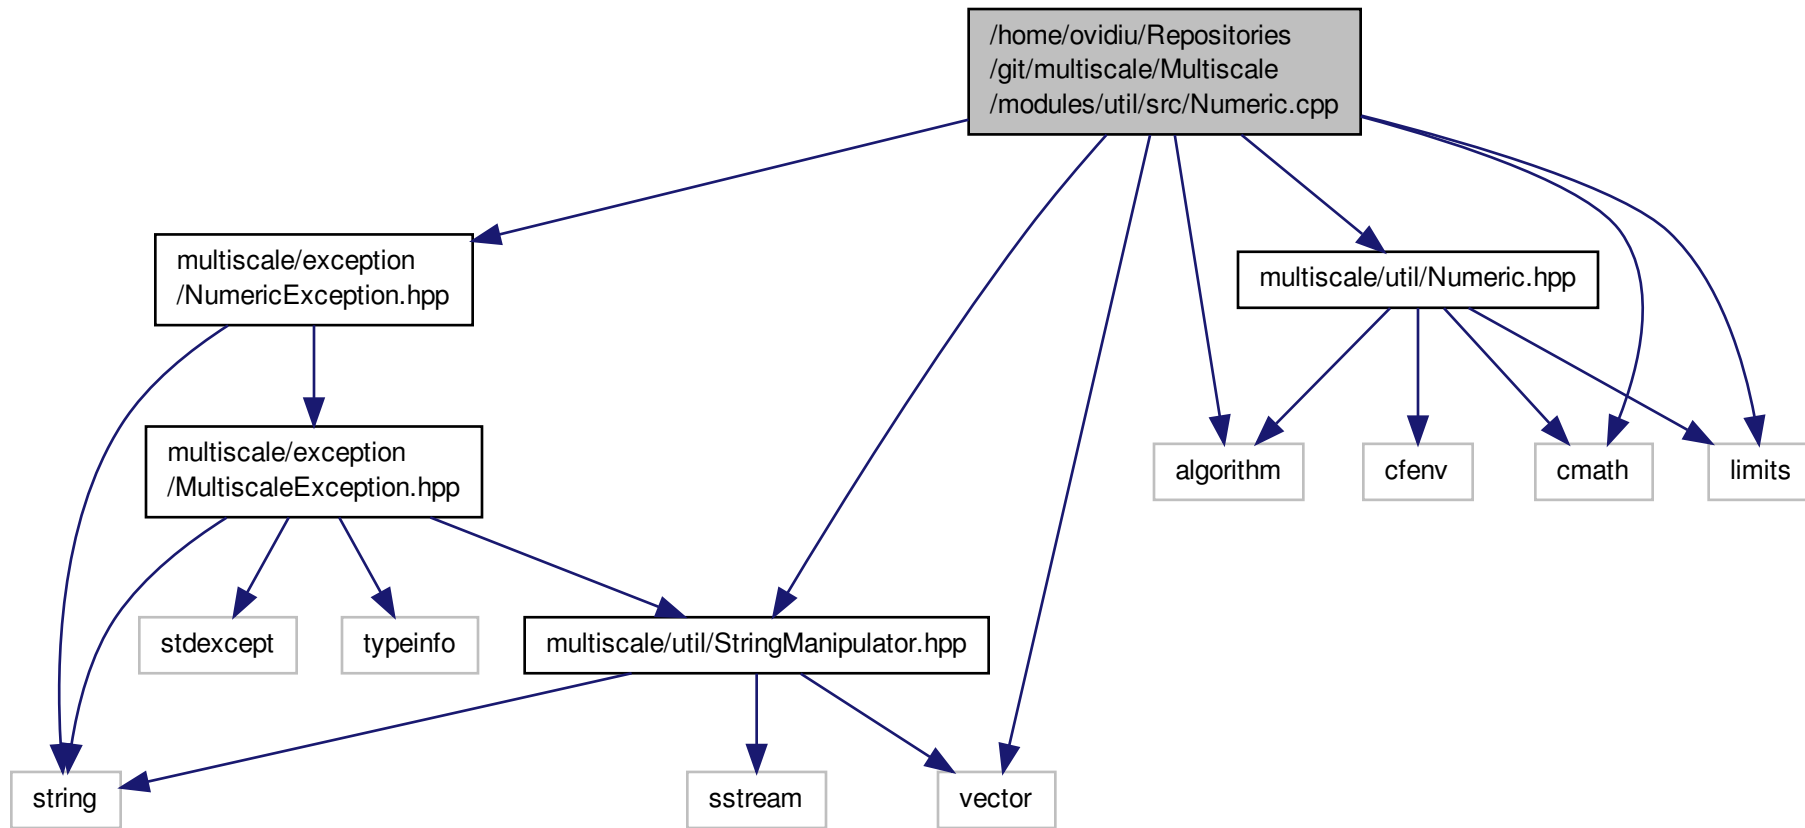 /home/ovidiu/Repositories
/git/multiscale/Multiscale
/modules/util/src/Numeric.cpp
multiscale/exception
/NumericException.hpp
multiscale/util/Numeric.hpp
multiscale/exception
/MultiscaleException.hpp
algorithm
cfenv
cmath
limits
stdexcept
typeinfo
multiscale/util/StringManipulator.hpp
string
sstream
vector